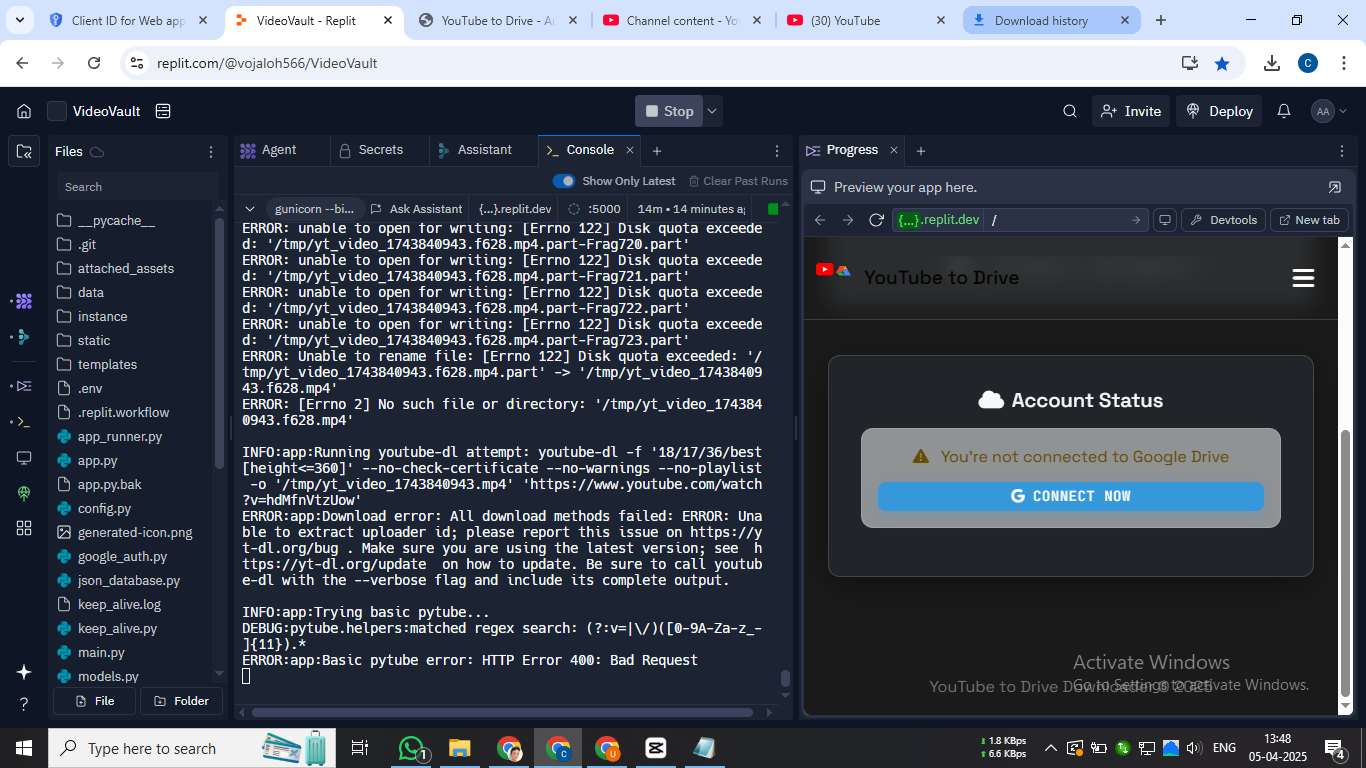 Client ID for Web app
VideoVault - Replit
YouTube to Drive - Au
Channel content - Yo
(30) YouTube
Download history
replit.com/@vojaloh566/VideoVault
C
VideoVault
Stop
Invite
Deploy
AA
Files
Search
__pycache__
.git
attached_assets
data
instance
static
templates
.env
.replit.workflow
app_runner.py
app.py
app.py.bak
config.py
generated-icon.png
google_auth.py
json_database.py
keep_alive.log
keep_alive.py
main.py
models.py
File
Folder
Agent
Secrets
Assistant
Console
Show Only Latest
Clear Past Runs
gunicorn --bi...
Ask Assistant
{...}.replit.dev
:5000
14m • 14 minutes ag
ERROR: unable to open for writing: [Errno 122] Disk quota exceede
d: '/tmp/yt_video_1743840943.f628.mp4.part-Frag720.part'
ERROR: unable to open for writing: [Errno 122] Disk quota exceede
d: '/tmp/yt_video_1743840943.f628.mp4.part-Frag721.part'
ERROR: unable to open for writing: [Errno 122] Disk quota exceede
d: '/tmp/yt_video_1743840943.f628.mp4.part-Frag722.part'
ERROR: unable to open for writing: [Errno 122] Disk quota exceede
d: '/tmp/yt_video_1743840943.f628.mp4.part-Frag723.part'
ERROR: Unable to rename file: [Errno 122] Disk quota exceeded: '/
tmp/yt_video_1743840943.f628.mp4.part' -> '/tmp/yt_video_17438409
43.f628.mp4'
ERROR: [Errno 2] No such file or directory: '/tmp/yt_video_174384
0943.f628.mp4'
INFO:app:Running youtube-dl attempt: youtube-dl -f '18/17/36/best
[height<=360]' --no-check-certificate --no-warnings --no-playlist
-o '/tmp/yt_video_1743840943.mp4' 'https://www.youtube.com/watch
?v=hdMfnVtzUow'
ERROR:app:Download error: All download methods failed: ERROR: Una
ble to extract uploader id; please report this issue on https://y
t-dl.org/bug . Make sure you are using the latest version; see  h
ttps://yt-dl.org/update  on how to update. Be sure to call youtub
e-dl with the --verbose flag and include its complete output.
INFO:app:Trying basic pytube...
DEBUG:pytube.helpers:matched regex search: (?:v=|\/)([0-9A-Za-z_-
]{11}).*
ERROR:app:Basic pytube error: HTTP Error 400: Bad Request
Progress
Preview your app here.
{...}.replit.dev /
Devtools
New tab
YouTube to Drive
Account Status
You're not connected to Google Drive
CONNECT NOW
Activate Windows
Go to Settings to activate Windows.
YouTube to Drive Downloader © 2025
Type here to search
1
C
U
1.8 KBps
6.6 KBps
ENG
13:48
05-04-2025
4